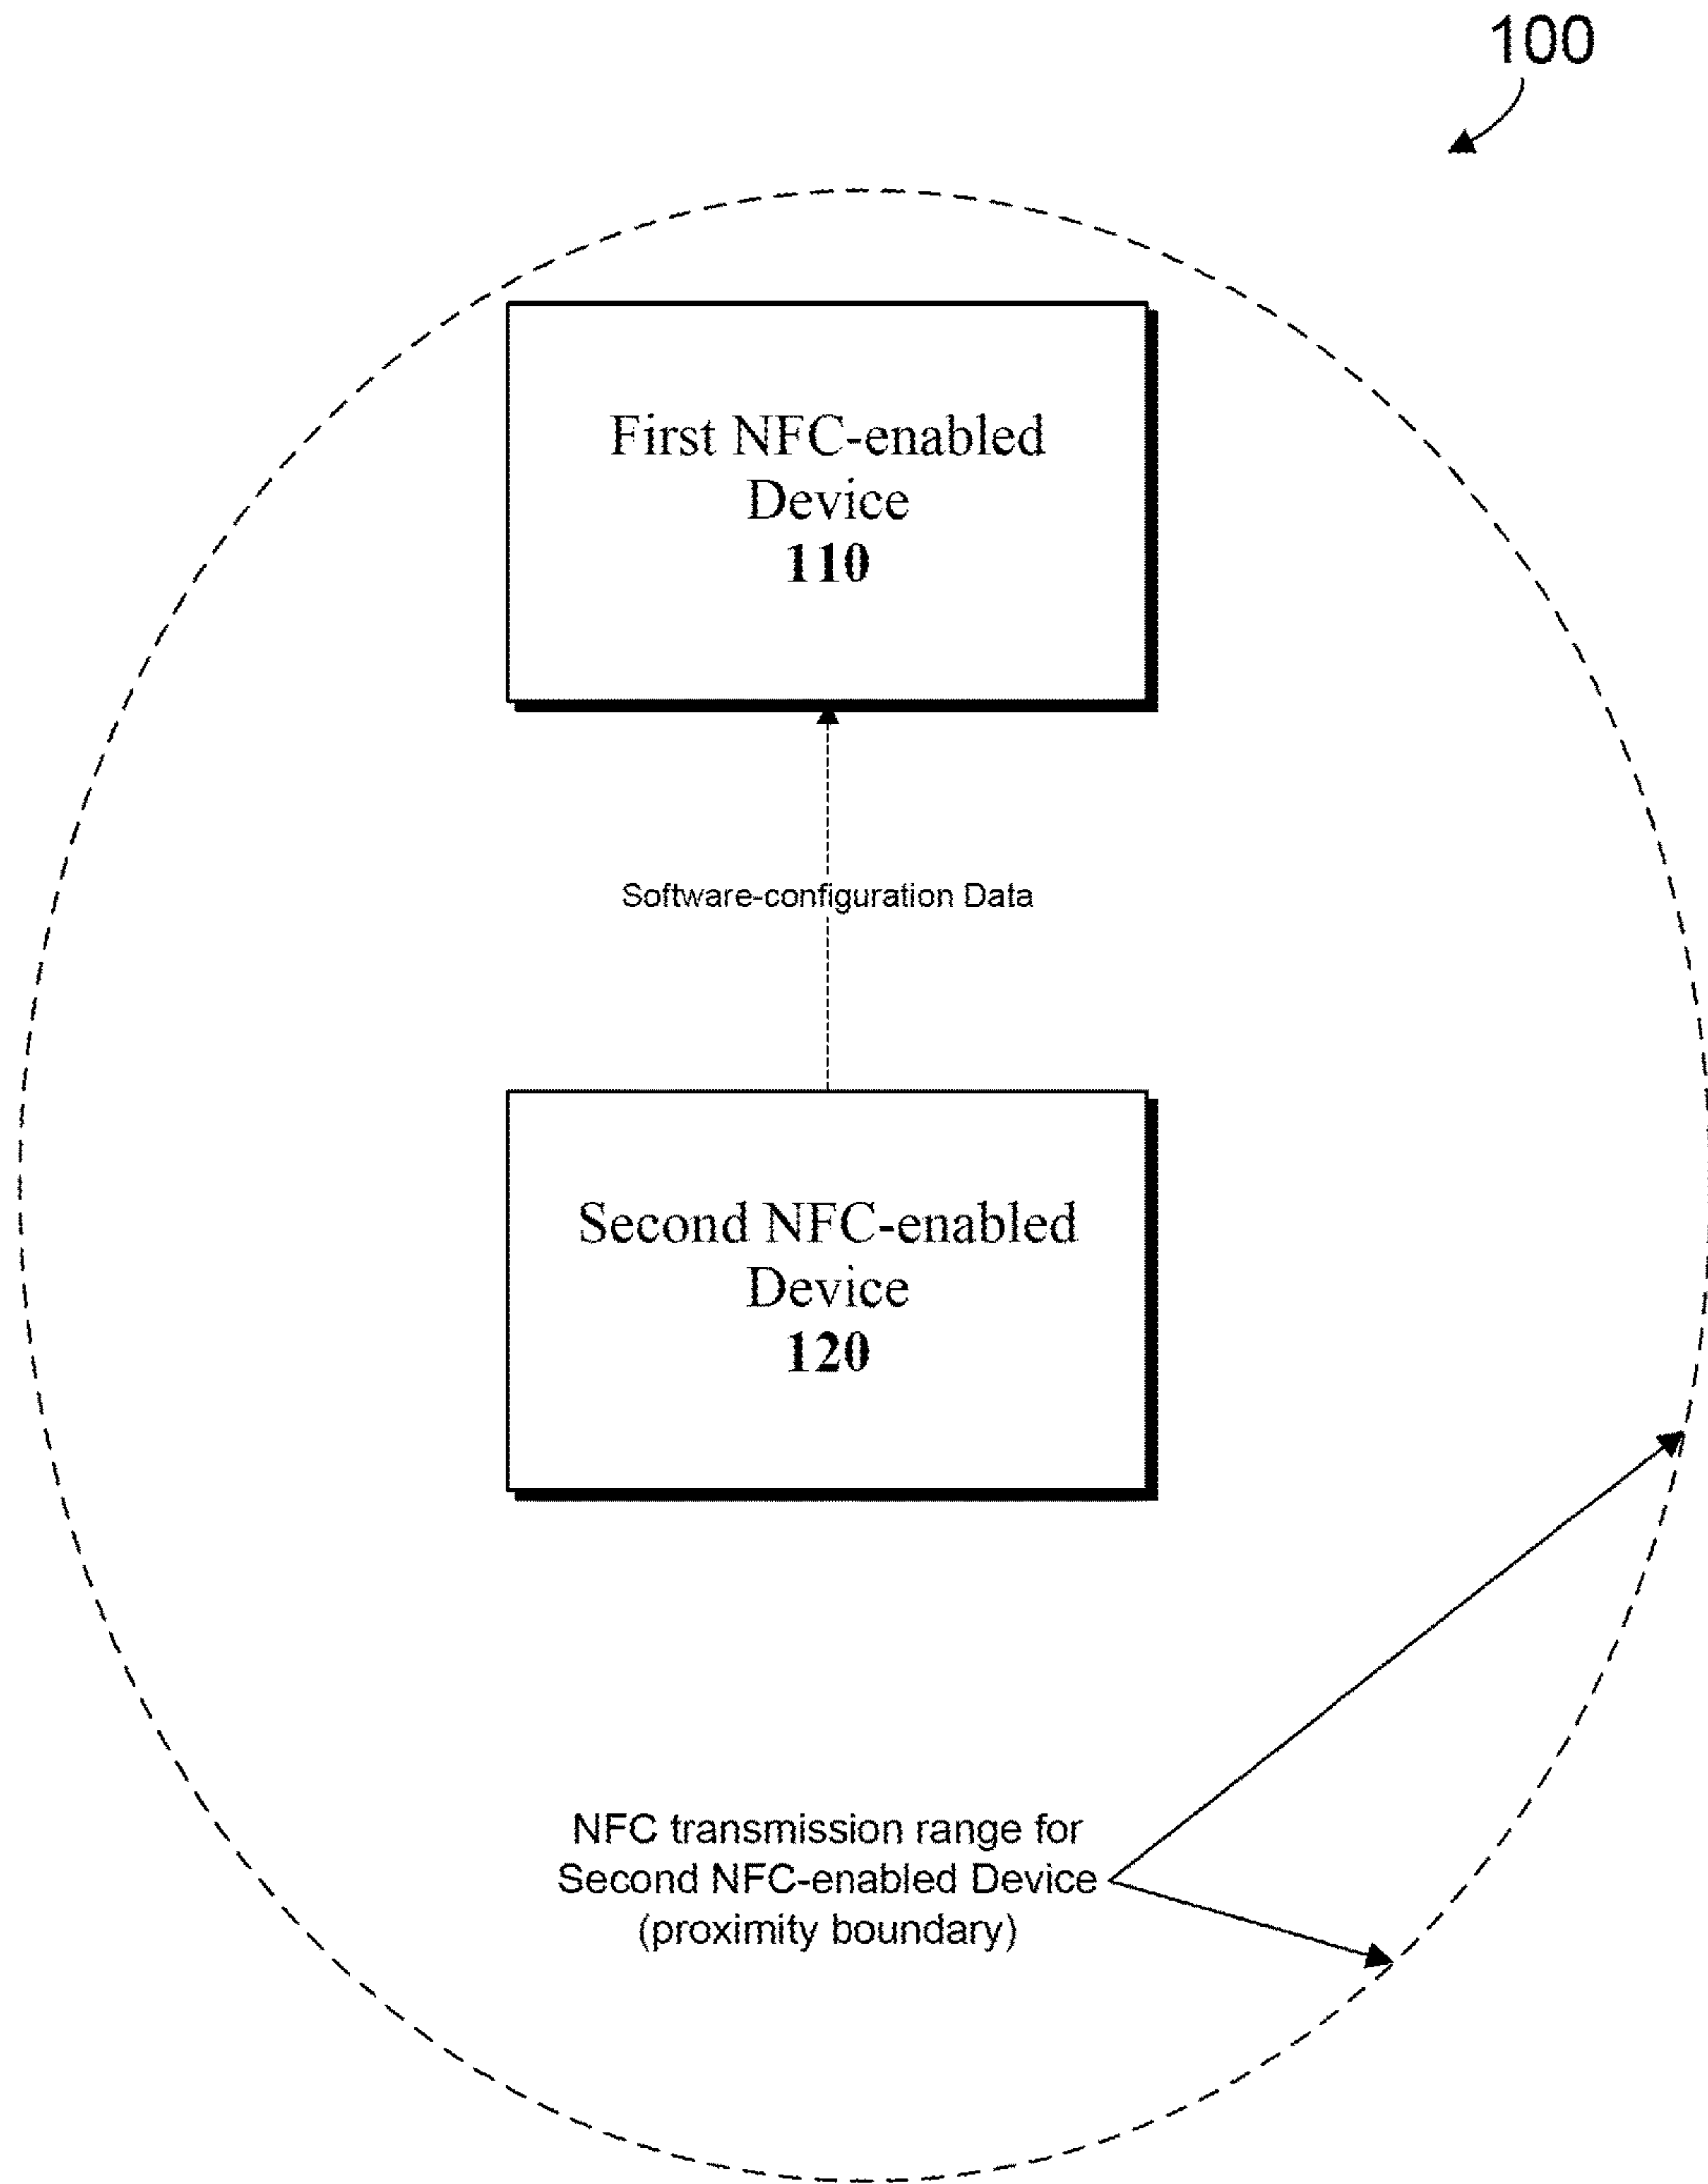 100
First NFC-enabled
Device
110
Software-configuration Data
Second NFC-enabled
Device
120
NFC transmission range for
Second NFC-enabled Device
(proximity boundary)